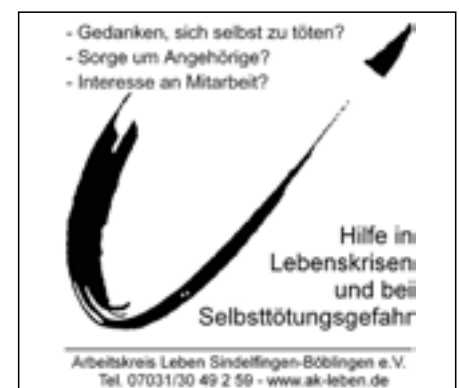 - Gedanken, sich selbst zu töten?
- Sorge um Angehörige?
- Interesse an Mitarbeit?
Hilfe in
Lebenskrisen
und bei
Selbsttötungsgefahr
Arbeitskreis Leben Sindelfingen-Böblingen e.V.
Tel. 07031/30 49 2 59 - www.ak-leben.de